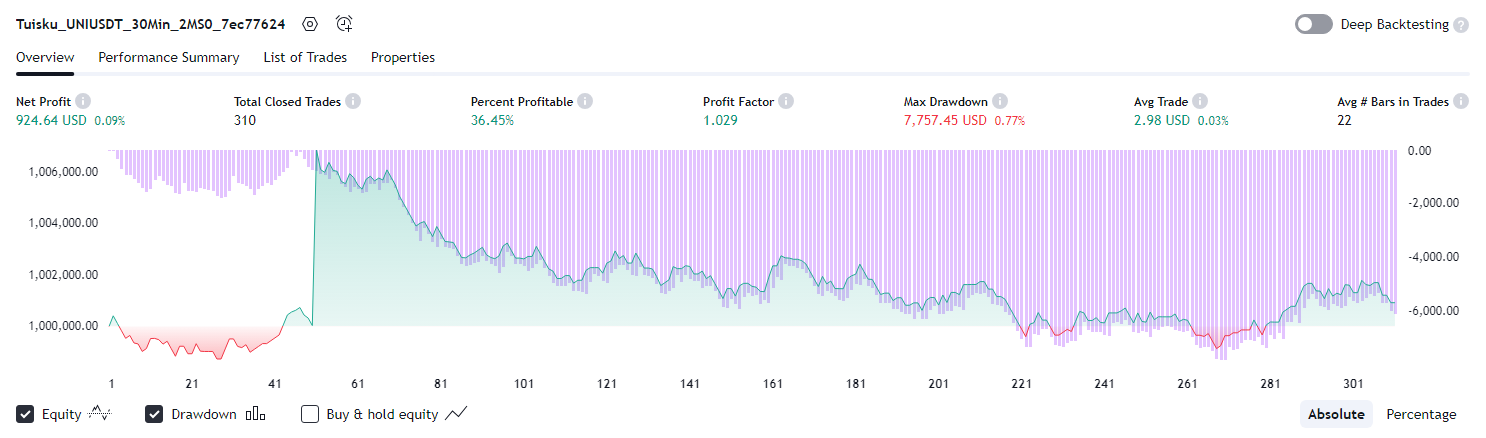 Tuisku_UNIUSDT_30Min_2MS0_7ec77624 Deep Backtesting ?
Overview Performance Summary List of Trades Properties
Net Profit i Total Closed Trades i Percent Profitable i Profit Factor i Max Drawdown i Avg Trade i Avg # Bars in Trades i
924.64 USD 0.09% 310 36.45% 1.029 7,757.45 USD 0.77% 2.98 USD 0.03% 22
0.00
1,006,000.00
-2,000.00
1,004,000.00
-4,000.00
1,002,000.00
-6,000.00
1,000,000.00
1 21 41 61 81 101 121 141 161 181 201 221 241 261 281 301
Equity Drawdown Buy & hold equity Absolute Percentage